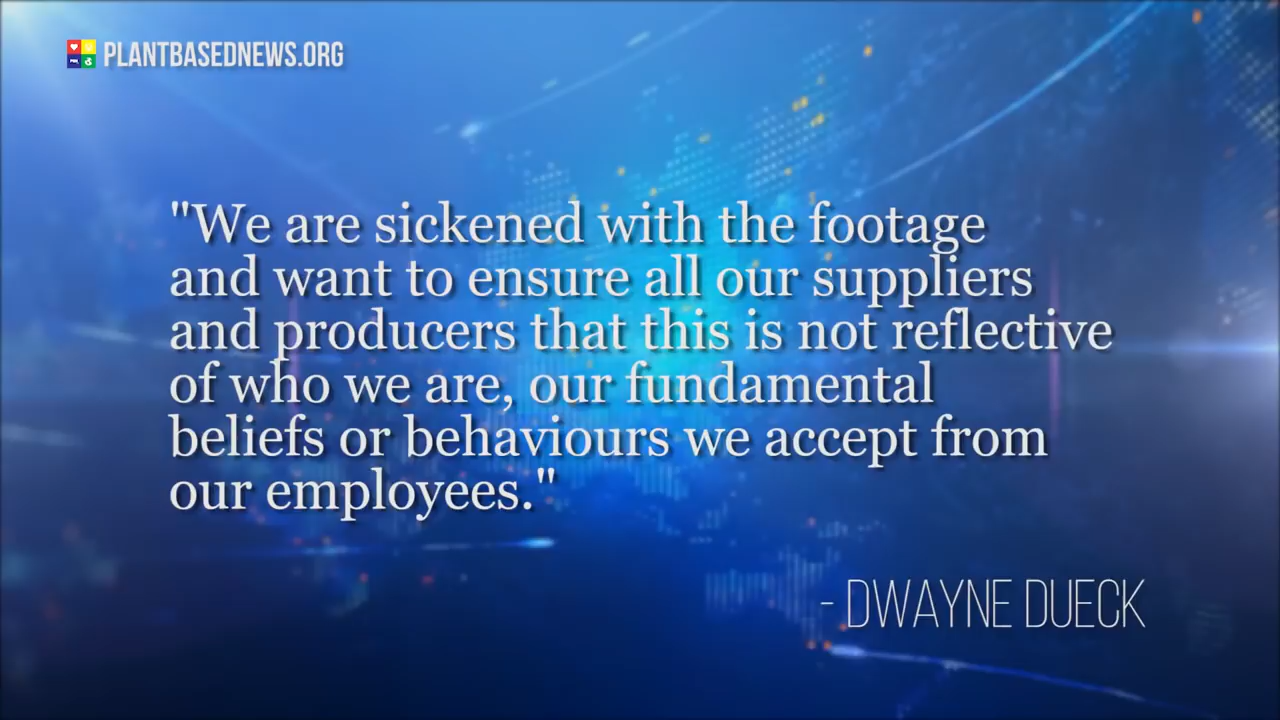 PLANTBASEDNEWS.ORG
"We are sickened with the footage
and want to ensure all our suppliers
and producers that this is not reflective
of who we are, our fundamental
beliefs or behaviours we accept from
our employees."
- DWAYNE DUECK